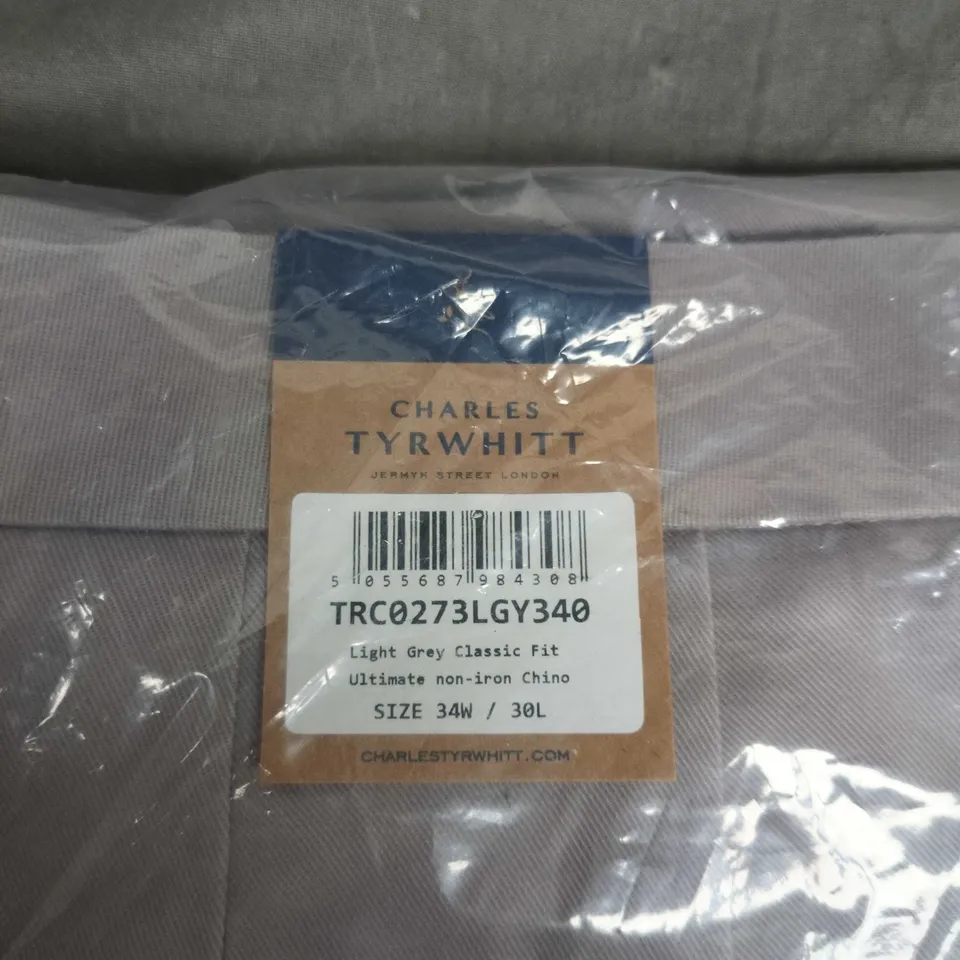 CHARLES
TYRWHITT
JERMYN STREET LONDON
5 055687 984308
TRC0273LGY340
Light Grey Classic Fit
Ultimate non-iron Chino
SIZE 34W / 30L
CHARLESTYRWHITT.COM